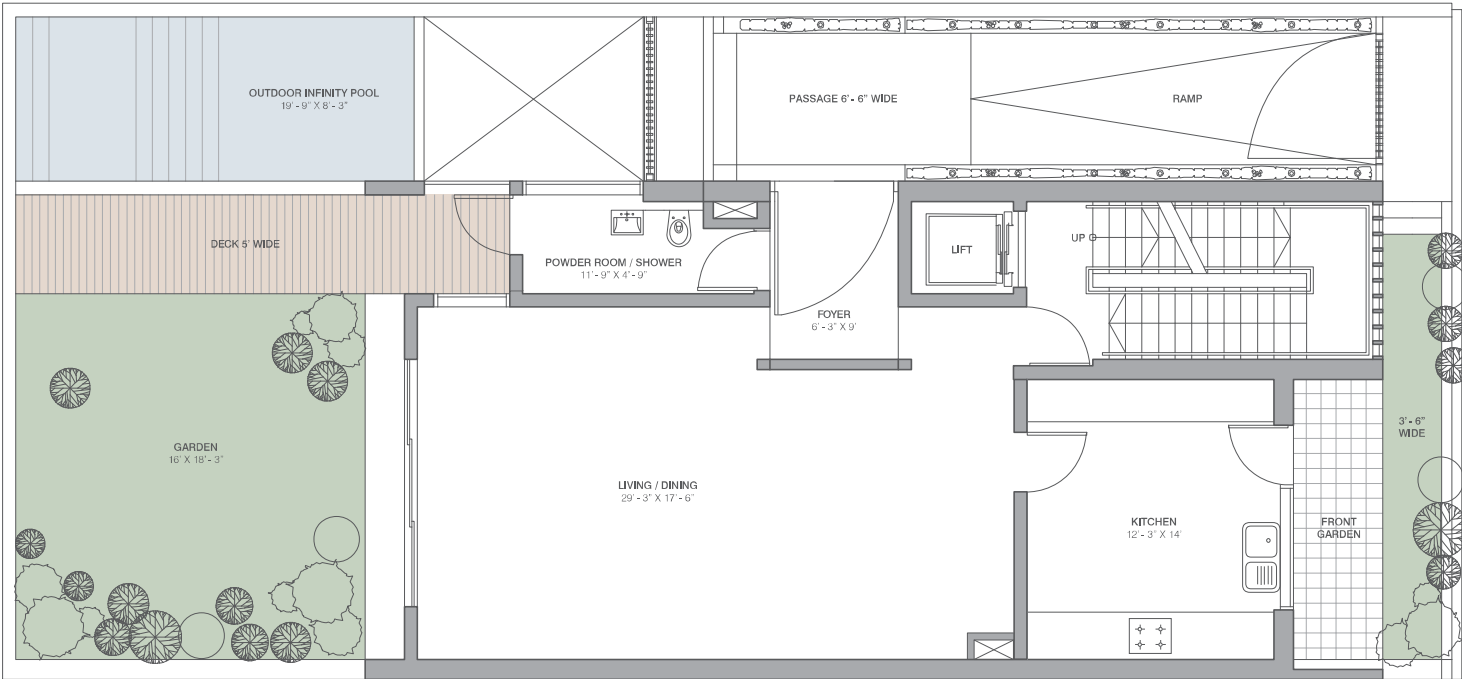 OUTDOOR INFINITY POOL
19' - 9" X 8' - 3"
PASSAGE 6' - 6" WIDE
RAMP
DECK 5' WIDE
POWDER ROOM / SHOWER
11' - 9" X 4' - 9"
LIFT
UP
FOYER
6' - 3" X 9'
GARDEN
16' X 18' - 3"
LIVING / DINING
29' - 3" X 17' - 6"
KITCHEN
12' - 3" X 14'
FRONT
GARDEN
3' - 6"
WIDE